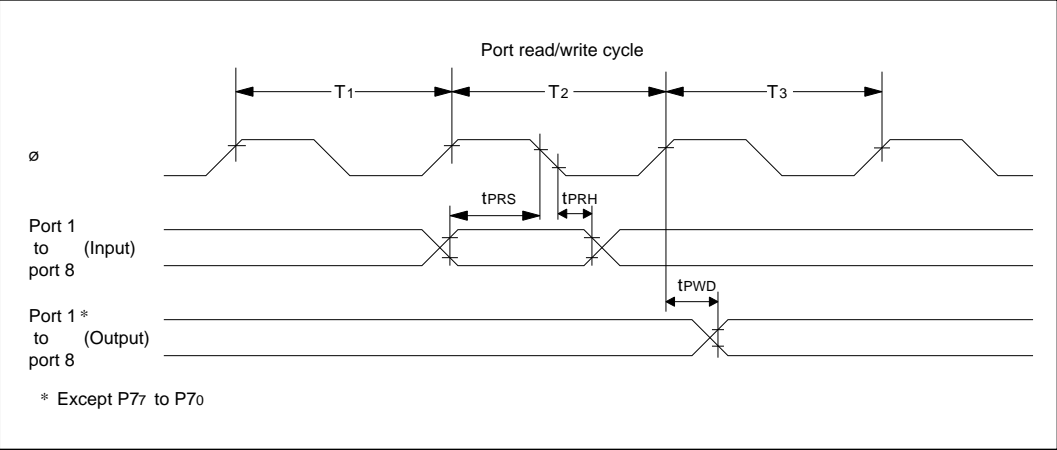 Port read/write cycle
T1
T2
T3
ø
tPRS
tPRH
Port 1
to (Input)
port 8
tPWD
Port 1 *
to (Output)
port 8
* Except P77 to P70